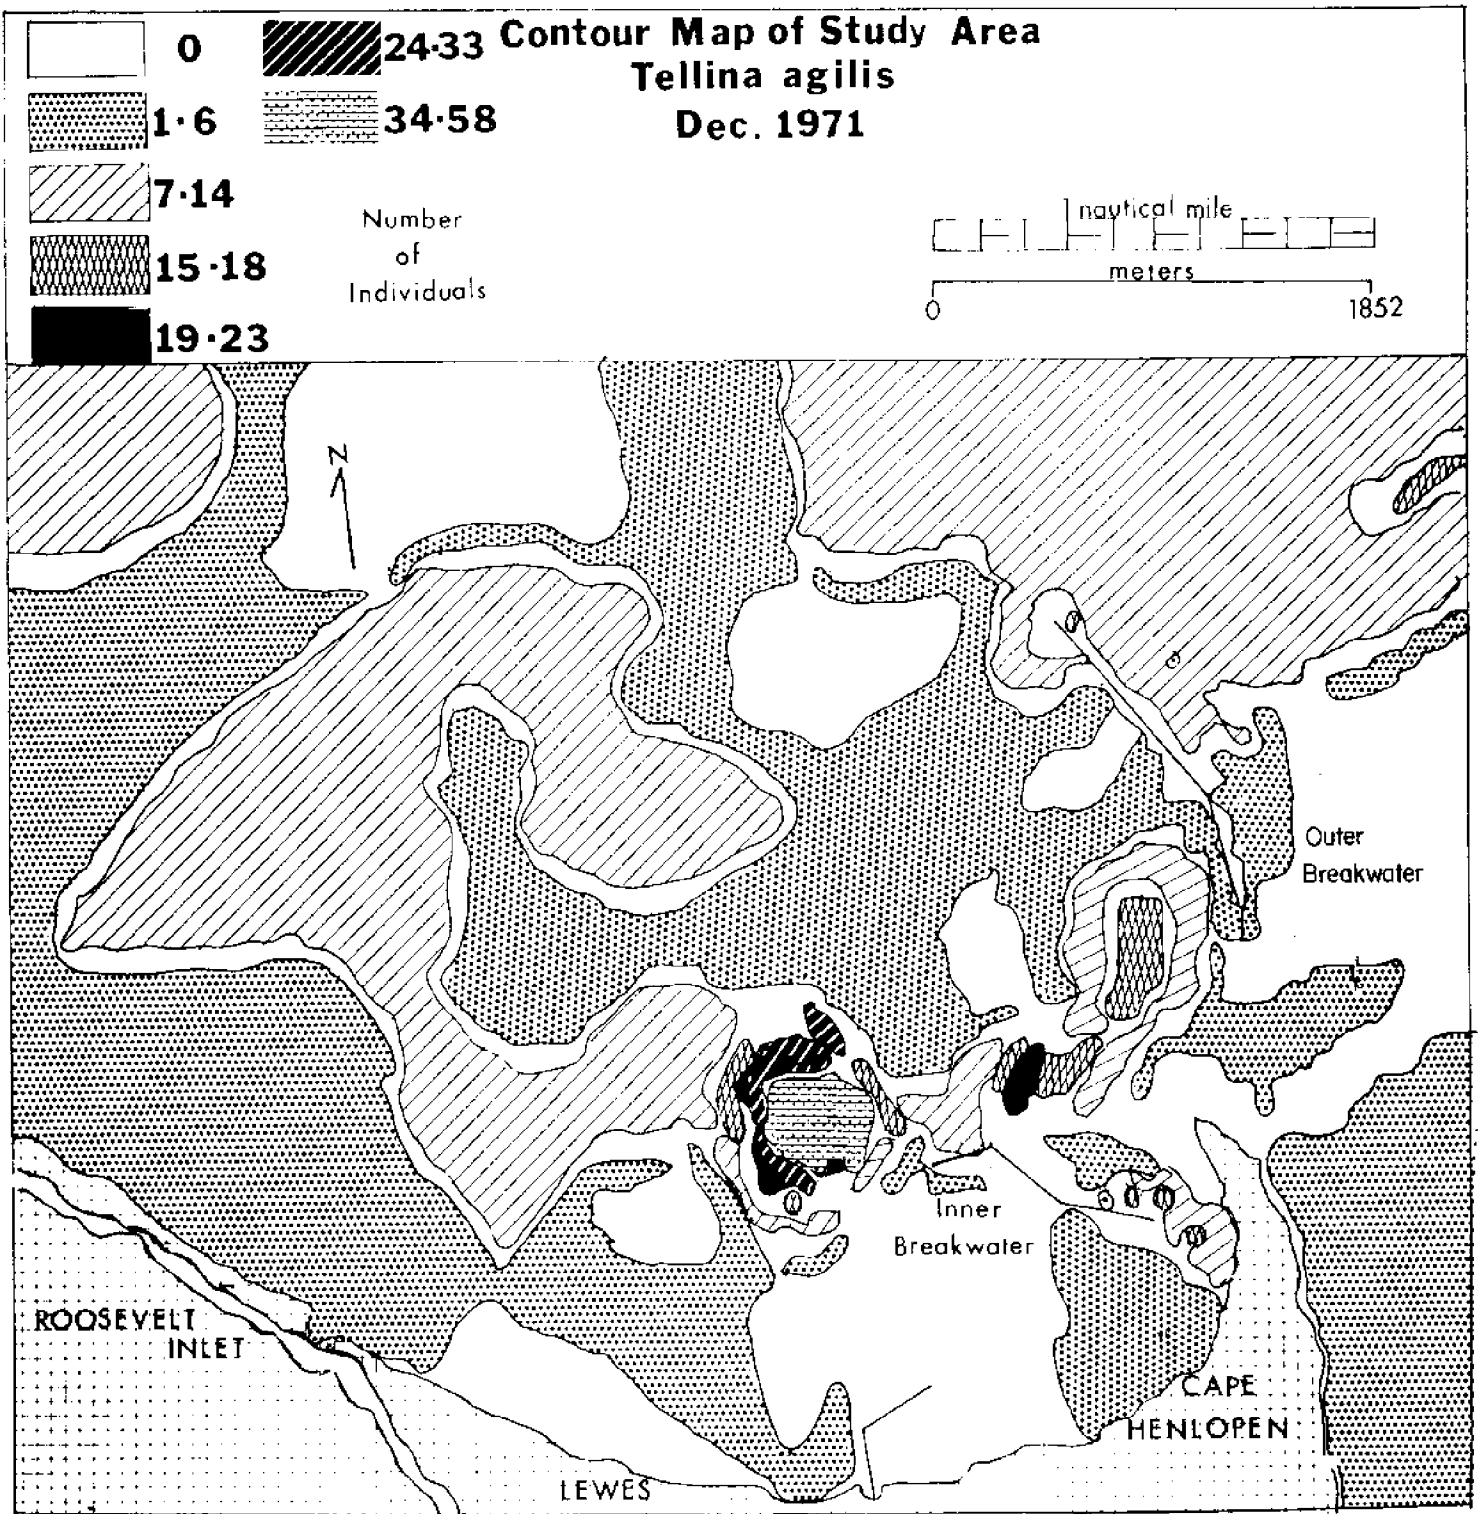 Contour Map of Study Area
Tellina agilis
Dec. 1971
0
1·6
7·14
15·18
19·23
24·33
34·58
Number
of
Individuals
1 nautical mile
meters
0
1852
N
Outer
Breakwater
Inner
Breakwater
ROOSEVELT
INLET
CAPE
HENLOPEN
LEWES